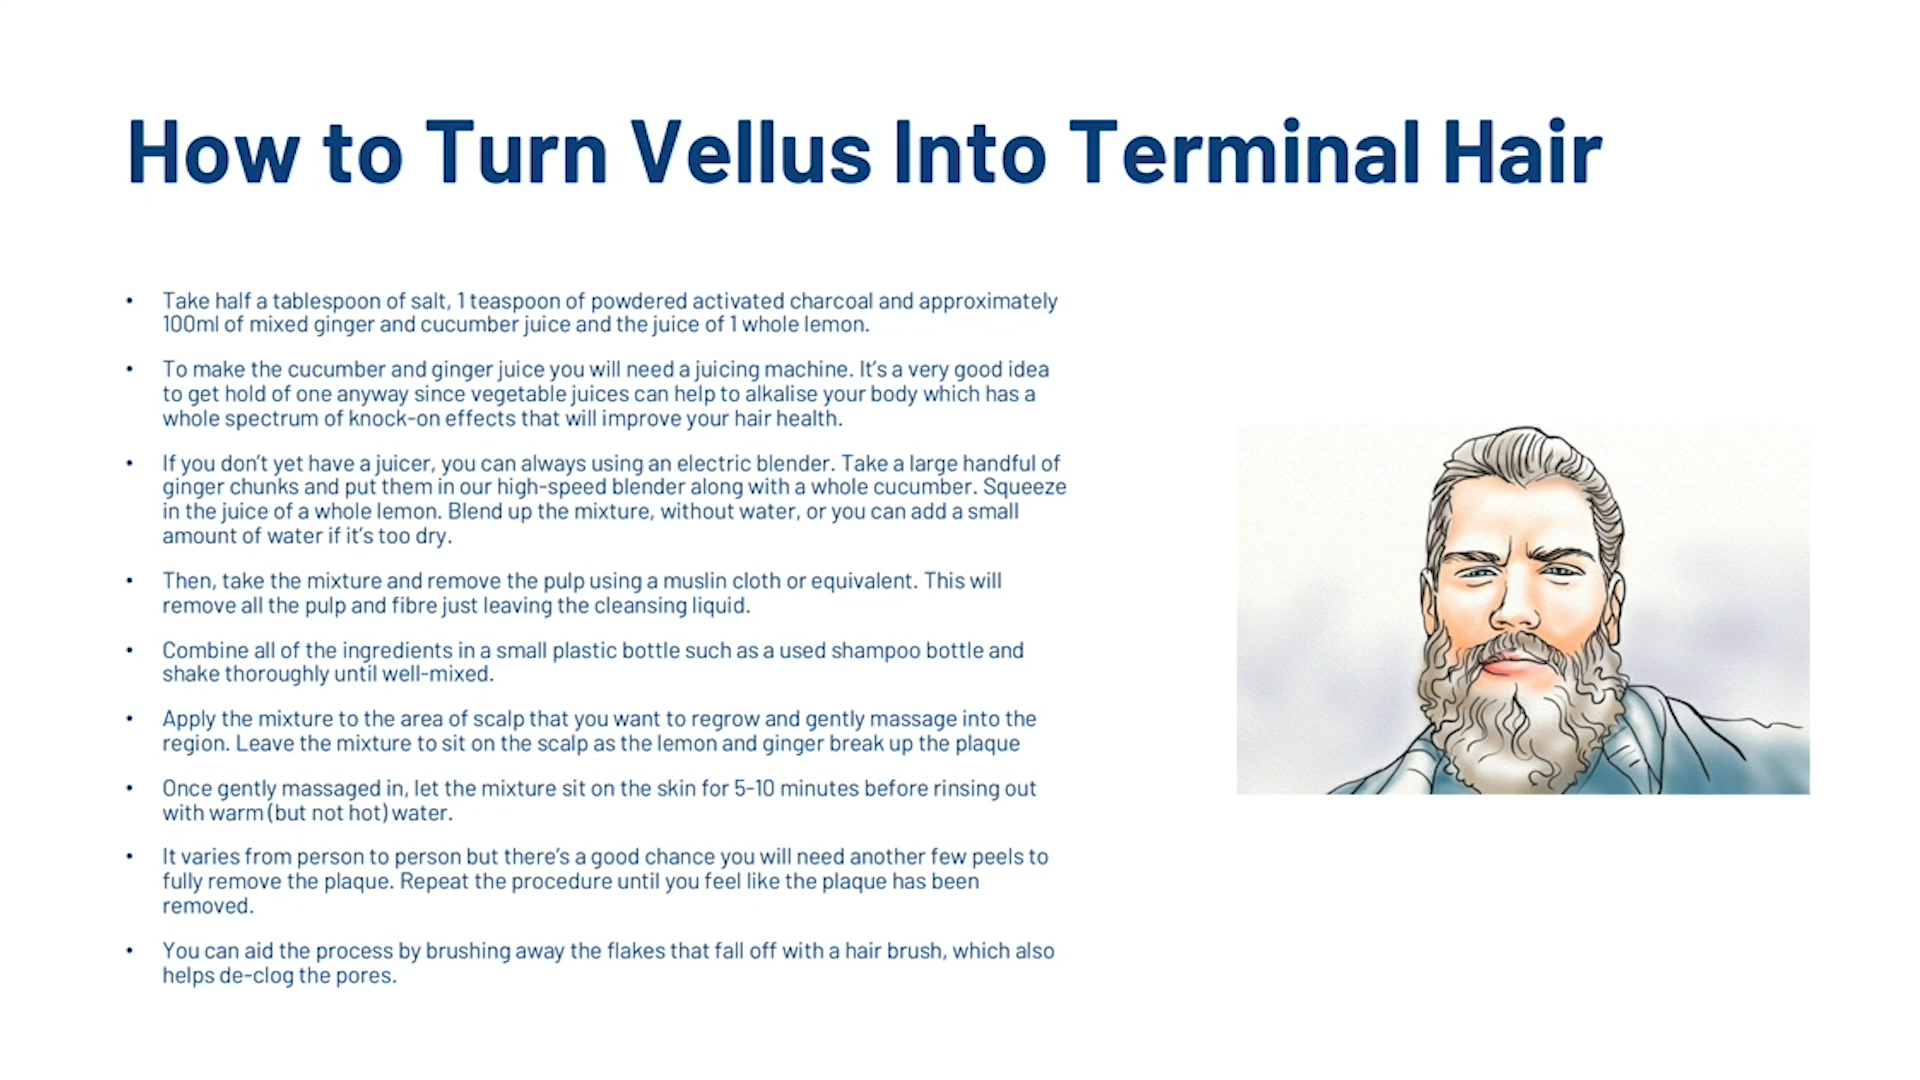 How to Turn Vellus Into Terminal Hair
• Take half a tablespoon of salt, 1 teaspoon of powdered activated charcoal and approximately
100ml of mixed ginger and cucumber juice and the juice of 1 whole lemon.
• To make the cucumber and ginger juice you will need a juicing machine. It's a very good idea
to get hold of one anyway since vegetable juices can help to alkalise your body which has a
whole spectrum of knock-on effects that will improve your hair health.
• If you don't yet have a juicer, you can always using an electric blender. Take a large handful of
ginger chunks and put them in our high-speed blender along with a whole cucumber. Squeeze
in the juice of a whole lemon. Blend up the mixture, without water, or you can add a small
amount of water if it's too dry.
• Then, take the mixture and remove the pulp using a muslin cloth or equivalent. This will
remove all the pulp and fibre just leaving the cleansing liquid.
• Combine all of the ingredients in a small plastic bottle such as a used shampoo bottle and
shake thoroughly until well-mixed.
• Apply the mixture to the area of scalp that you want to regrow and gently massage into the
region. Leave the mixture to sit on the scalp as the lemon and ginger break up the plaque
• Once gently massaged in, let the mixture sit on the skin for 5-10 minutes before rinsing out
with warm (but not hot) water.
• It varies from person to person but there's a good chance you will need another few peels to
fully remove the plaque. Repeat the procedure until you feel like the plaque has been
removed.
• You can aid the process by brushing away the flakes that fall off with a hair brush, which also
helps de-clog the pores.